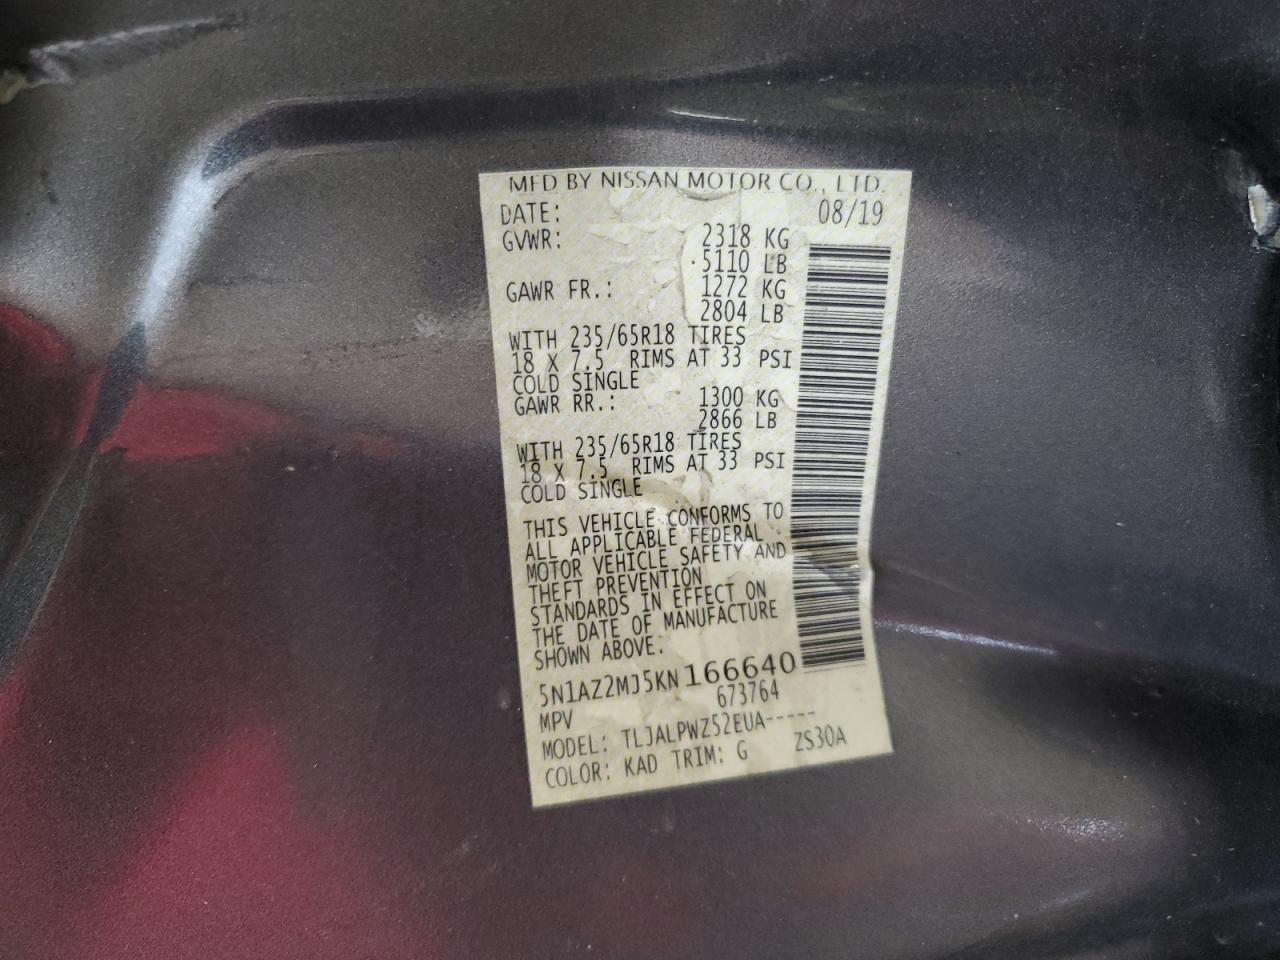 MFD BY NISSAN MOTOR CO., LTD.
DATE: 08/19
GVWR: 2318 KG
5110 LB
GAWR FR.: 1272 KG
2804 LB
WITH 235/65R18 TIRES
18 X 7.5 RIMS AT 33 PSI
COLD SINGLE
GAWR RR.: 1300 KG
2866 LB
WITH 235/65R18 TIRES
18 X 7.5 RIMS AT 33 PSI
COLD SINGLE
THIS VEHICLE CONFORMS TO
ALL APPLICABLE FEDERAL
MOTOR VEHICLE SAFETY AND
THEFT PREVENTION
STANDARDS IN EFFECT ON
THE DATE OF MANUFACTURE
SHOWN ABOVE.
5N1AZ2MJ5KN166640
MPV 673764
MODEL: TLJALPWZ52EUA-----
COLOR: KAD TRIM: G ZS30A